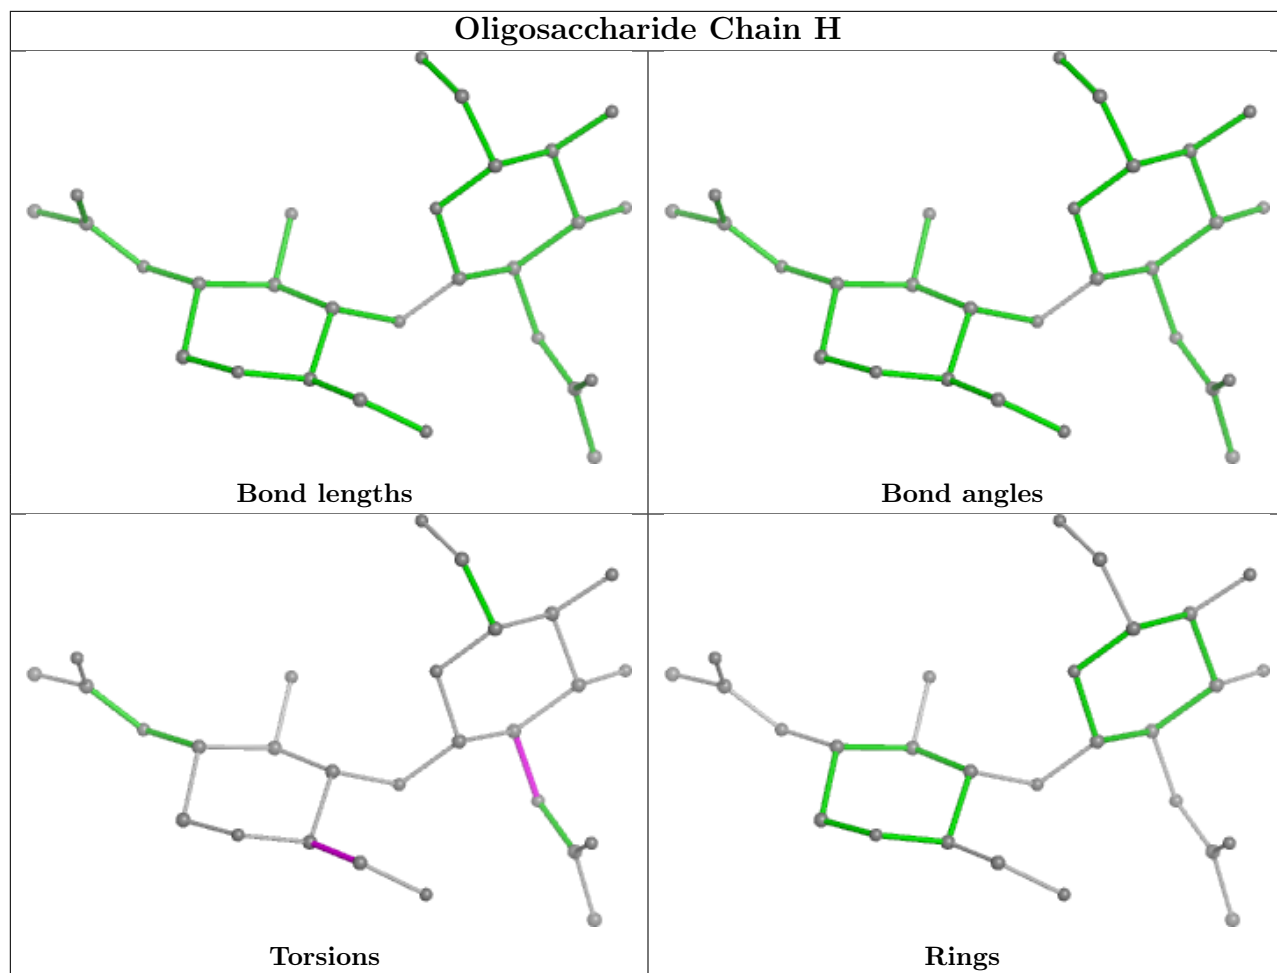 Oligosaccharide Chain H
Bond lengths
Bond angles
Torsions
Rings